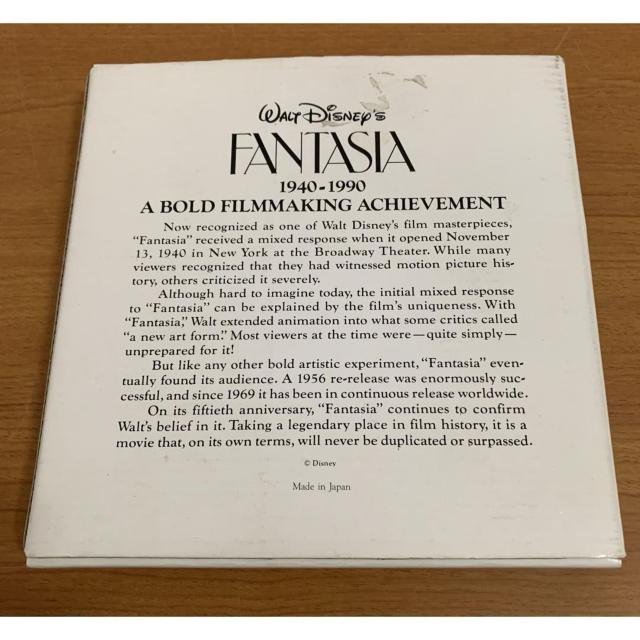 WALT DISNEY'S
FANTASIA
1940-1990
A BOLD FILMMAKING ACHIEVEMENT
Now recognized as one of Walt Disney's film masterpieces,
"Fantasia" received a mixed response when it opened November
13, 1940 in New York at the Broadway Theater. While many
viewers recognized that they had witnessed motion picture his-
tory, others criticized it severely.
Although hard to imagine today, the initial mixed response
to "Fantasia" can be explained by the film's uniqueness. With
"Fantasia," Walt extended animation into what some critics called
"a new art form." Most viewers at the time were—quite simply—
unprepared for it!
But like any other bold artistic experiment, "Fantasia" even-
tually found its audience. A 1956 re-release was enormously suc-
cessful, and since 1969 it has been in continuous release worldwide.
On its fiftieth anniversary, "Fantasia" continues to confirm
Walt's belief in it. Taking a legendary place in film history, it is a
movie that, on its own terms, will never be duplicated or surpassed.
© Disney
Made in Japan